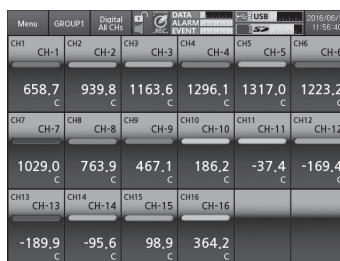 Menu GROUP1 Digital All CHs REC. DATA ALARM EVENT USB SD 2016/06/
11:56:40
CH1 CH-1 CH2 CH-2 CH3 CH-3 CH4 CH-4 CH5 CH-5 CH6 CH-6
658.7 939.8 1163.6 1296.1 1317.0 1223.2
C C C C C C
CH7 CH-7 CH8 CH-8 CH9 CH-9 CH10 CH-10 CH11 CH-11 CH12 CH-12
1029.0 763.9 467.1 186.2 -37.4 -169.4
C C C C C C
CH13 CH-13 CH14 CH-14 CH15 CH-15 CH16 CH-16
-189.9 -95.6 98.9 364.2
C C C C